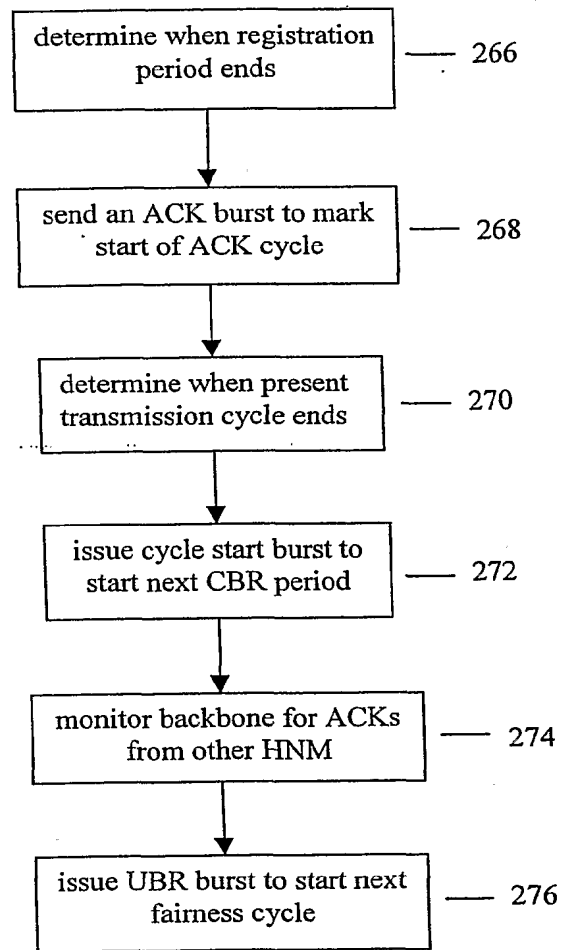 determine when registration
period ends
266
send an ACK burst to mark
start of ACK cycle
268
determine when present
transmission cycle ends
270
issue cycle start burst to
start next CBR period
272
monitor backbone for ACKs
from other HNM
274
issue UBR burst to start next
fairness cycle
276